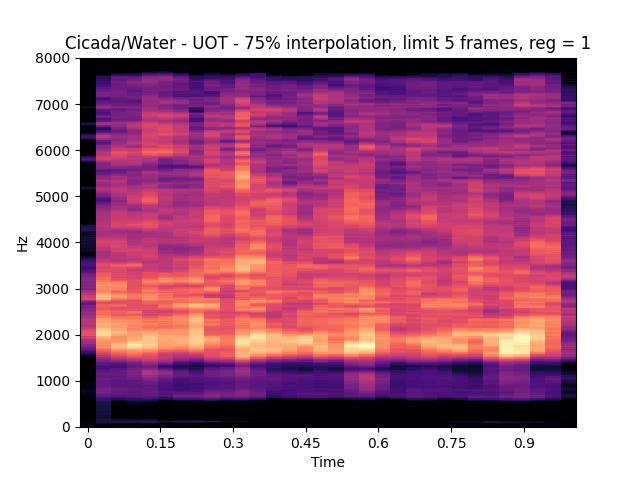 Cicada/Water - UOT - 75% interpolation, limit 5 frames, reg = 1
8000
7000
6000
5000
4000
3000
2000
1000
0
Hz
0 0.15 0.3 0.45 0.6 0.75 0.9
Time